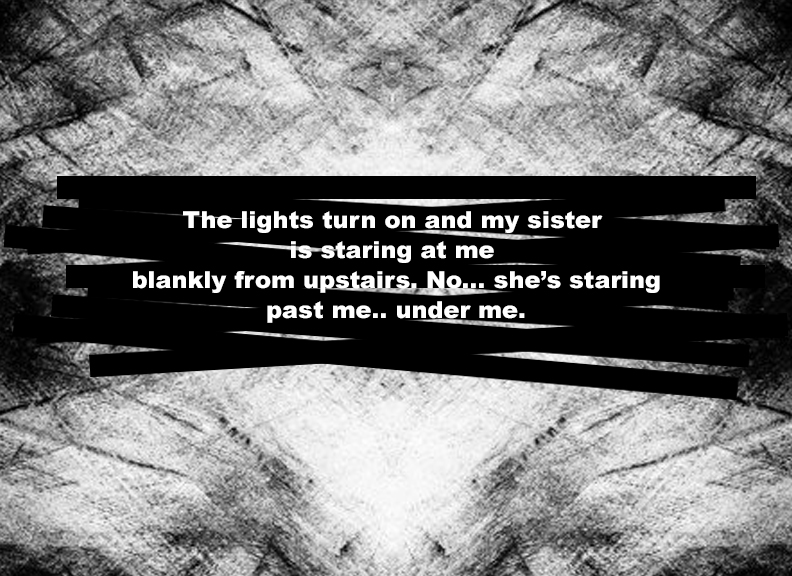 The lights turn on and my sister
is staring at me
blankly from upstairs. No... she’s staring
past me.. under me.